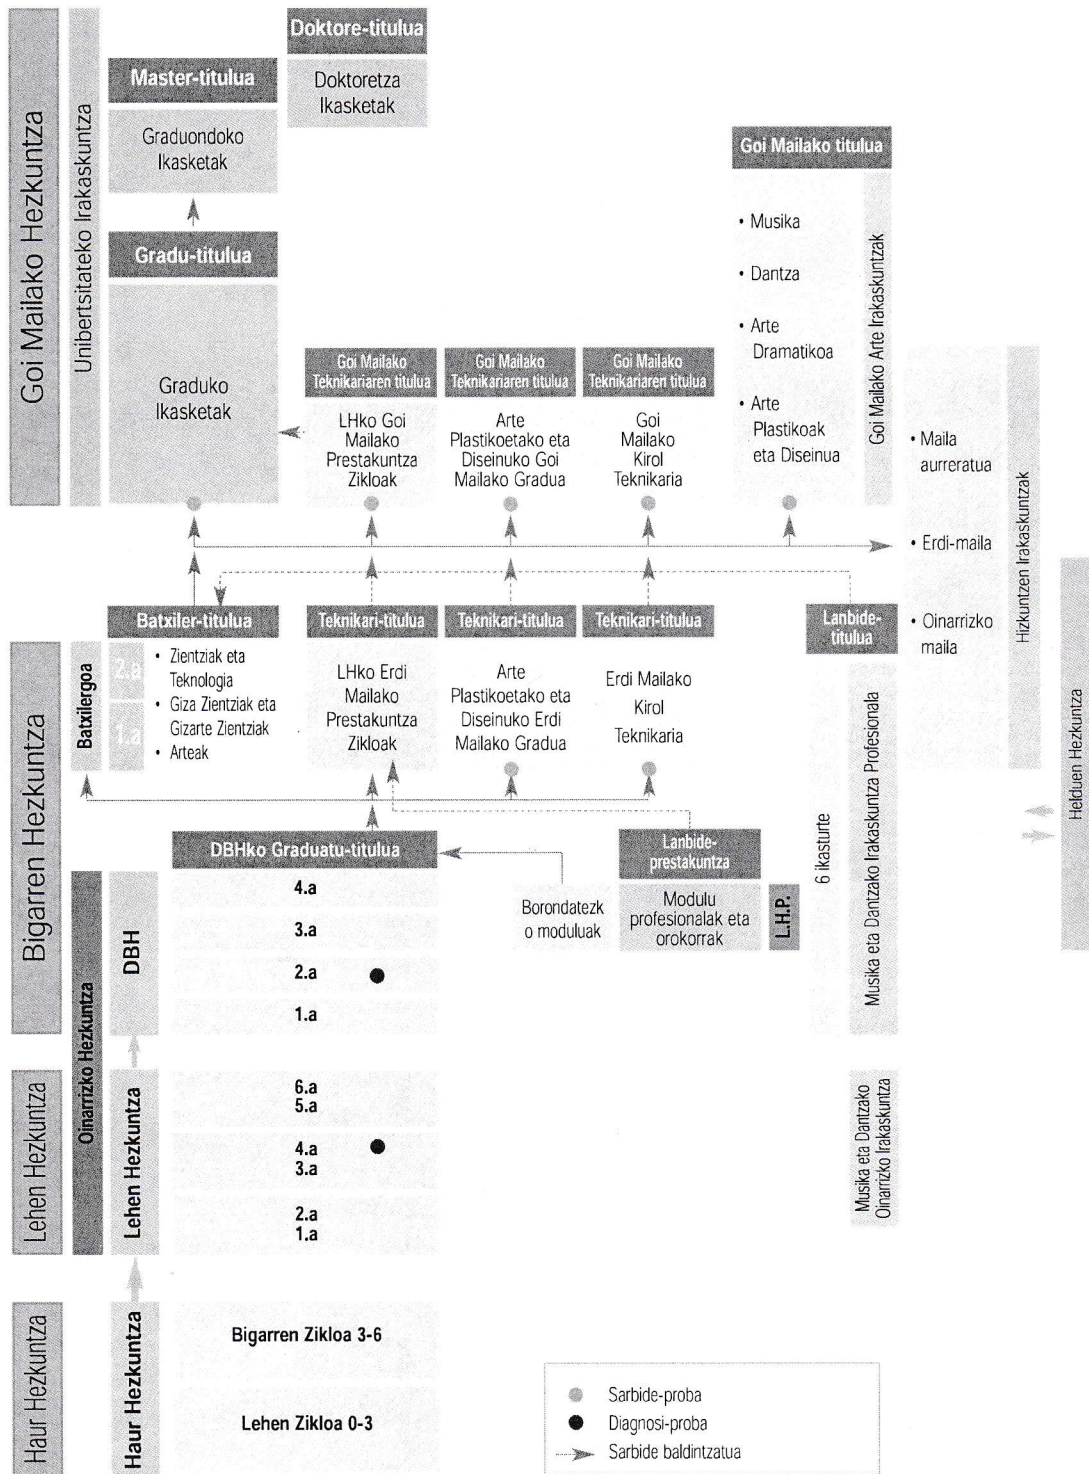 Goi Mailako Hezkuntza
Unibertsitateko Irakaskuntza
Doktore-titulua
Doktoretza
Ikasketak
Master-titulua
Graduondoko
Ikasketak
Gradu-titulua
Graduko
Ikasketak
Goi Mailako
Teknikariaren titulua
LHko Goi
Mailako
Prestakuntza
Zikloak
Goi Mailako
Teknikariaren titulua
Arte
Plastikoetako eta
Diseinuko Goi
Mailako Gradua
Goi Mailako
Teknikariaren titulua
Goi
Mailako
Kirol
Teknikaria
Goi Mailako titulua
• Musika
• Dantza
• Arte
Dramatikoa
• Arte
Plastikoak
eta Diseinua
Goi Mailako Arte Irakaskuntzak
• Maila
aurreratua
• Erdi-maila
• Oinarrizko
maila
Hizkuntzen Irakaskuntzak
Helduen Hezkuntza
Bigarren Hezkuntza
Batxilergoa
2.a
1.a
Batxiler-titulua
• Zientziak eta
Teknologia
• Giza Zientziak eta
Gizarte Zientziak
• Arteak
Teknikari-titulua
LHko Erdi
Mailako
Prestakuntza
Zikloak
Teknikari-titulua
Arte
Plastikoetako eta
Diseinuko Erdi
Mailako Gradua
Teknikari-titulua
Erdi Mailako
Kirol
Teknikaria
Lanbide-
titulua
6 ikasturte
Musika eta Dantzako Irakaskuntza Profesionala
Oinarrizko Hezkuntza
DBH
DBHko Graduatu-titulua
4.a
3.a
2.a
1.a
Borondatezk
o moduluak
Lanbide-
prestakuntza
Modulu
profesionalak eta
orokorrak
L.H.P.
Lehen Hezkuntza
Lehen Hezkuntza
6.a
5.a
4.a
3.a
2.a
1.a
Musika eta Dantzako
Oinarrizko Irakaskuntza
Haur Hezkuntza
Haur Hezkuntza
Bigarren Zikloa 3-6
Lehen Zikloa 0-3
Sarbide-proba
Diagnosi-proba
Sarbide baldintzatua